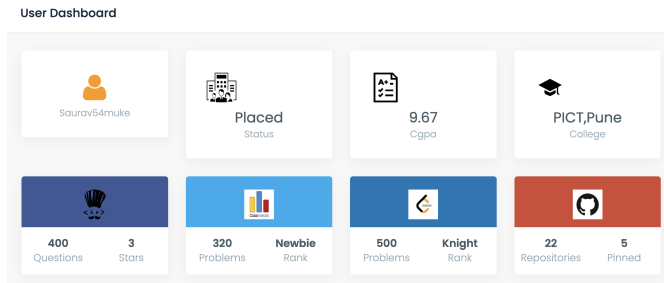 User Dashboard
Saurav54muke
Placed
Status
A+
9.67
Cgpa
PICT,Pune
College
400 3
Questions Stars
320 Newbie
Problems Rank
500 Knight
Problems Rank
22 5
Repositories Pinned